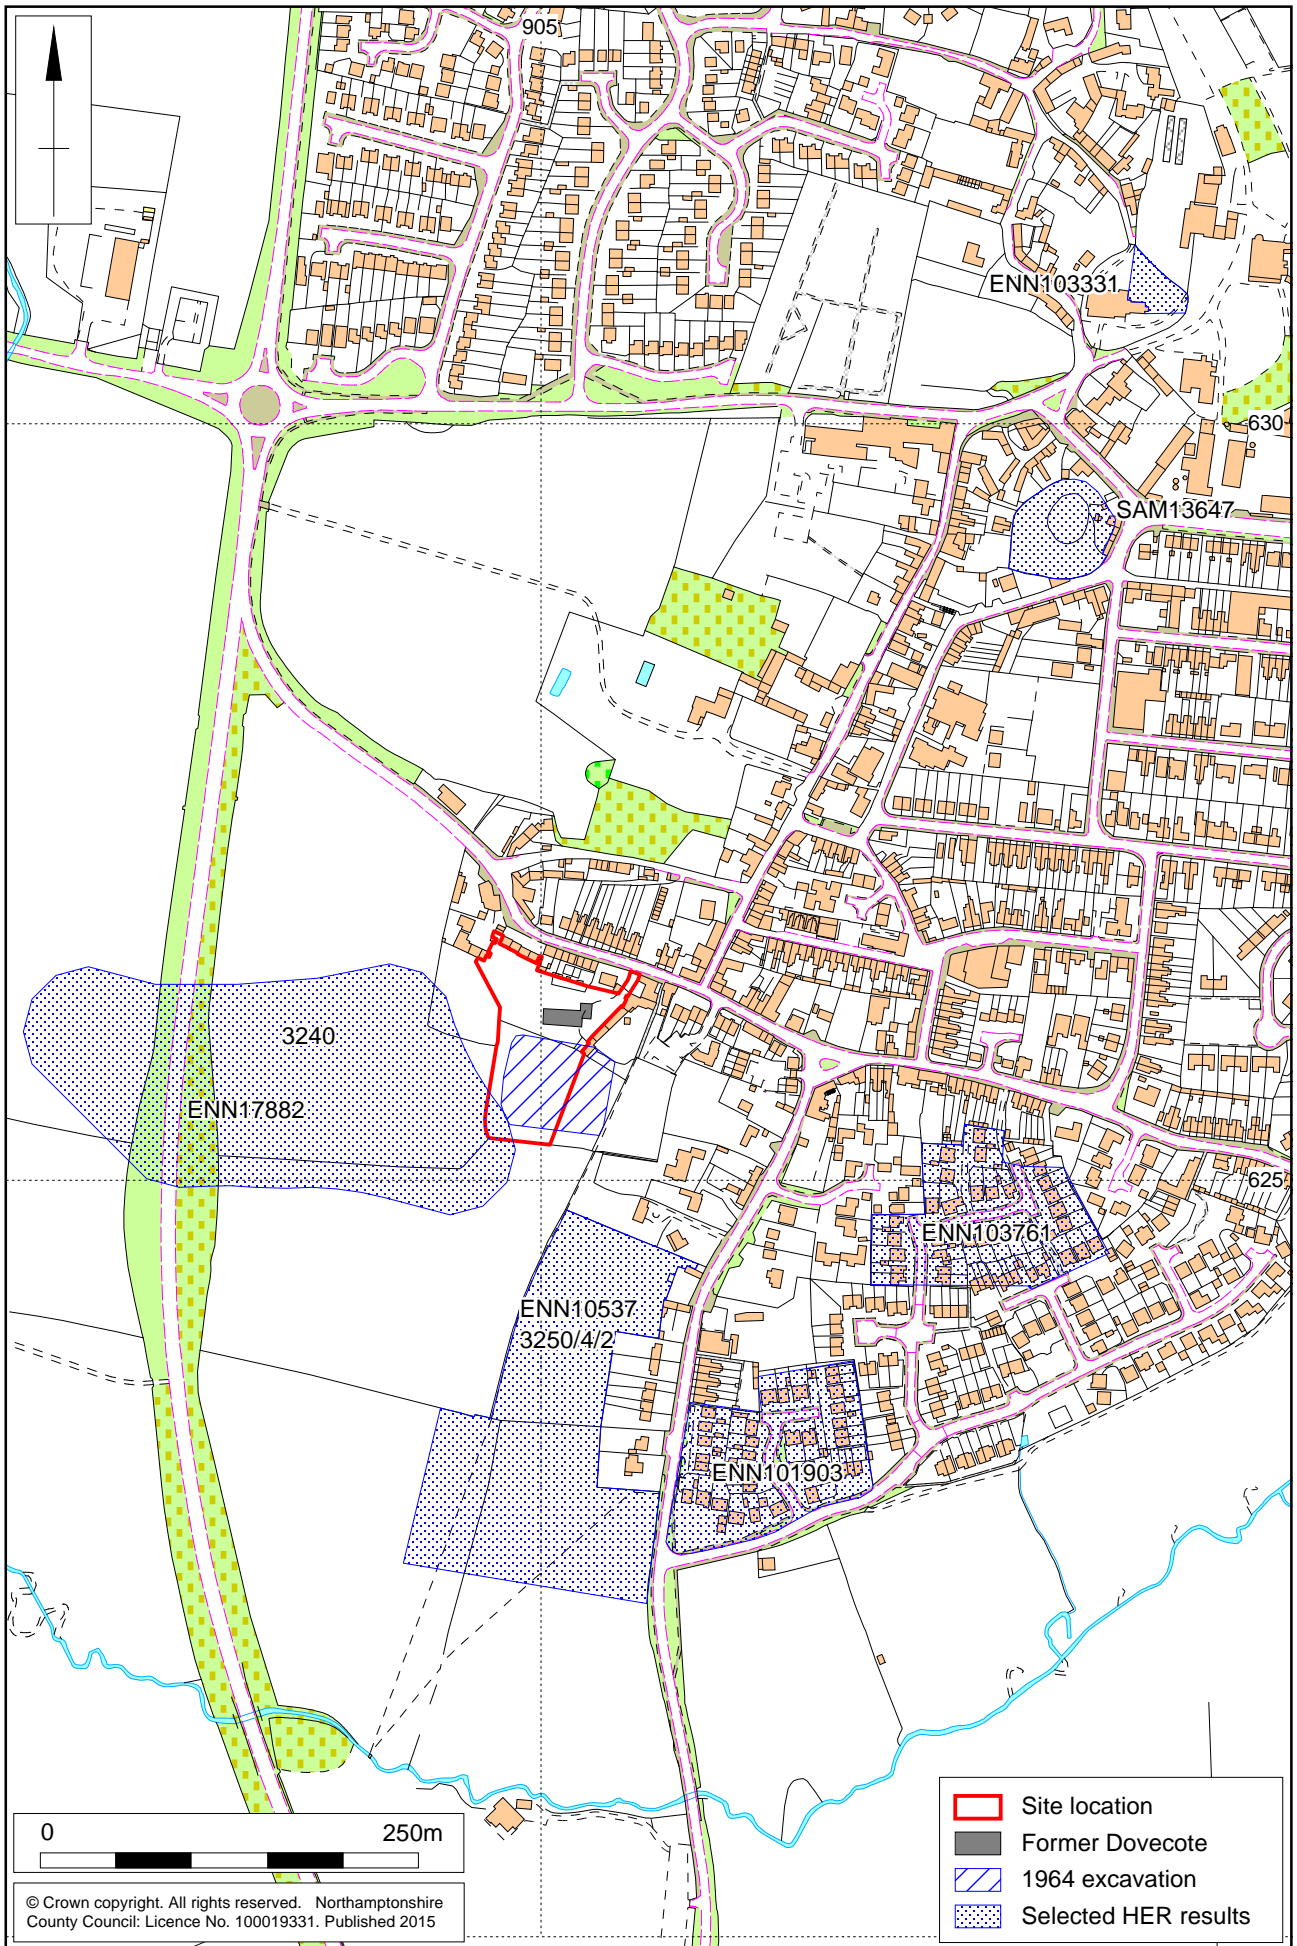 905
ENN103331
630
SAM13647
3240
ENN17882
625
ENN103761
ENN10537
3250/4/2
ENN101903
0 250m
© Crown copyright. All rights reserved. Northamptonshire
County Council: Licence No. 100019331. Published 2015
Site location
Former Dovecote
1964 excavation
Selected HER results